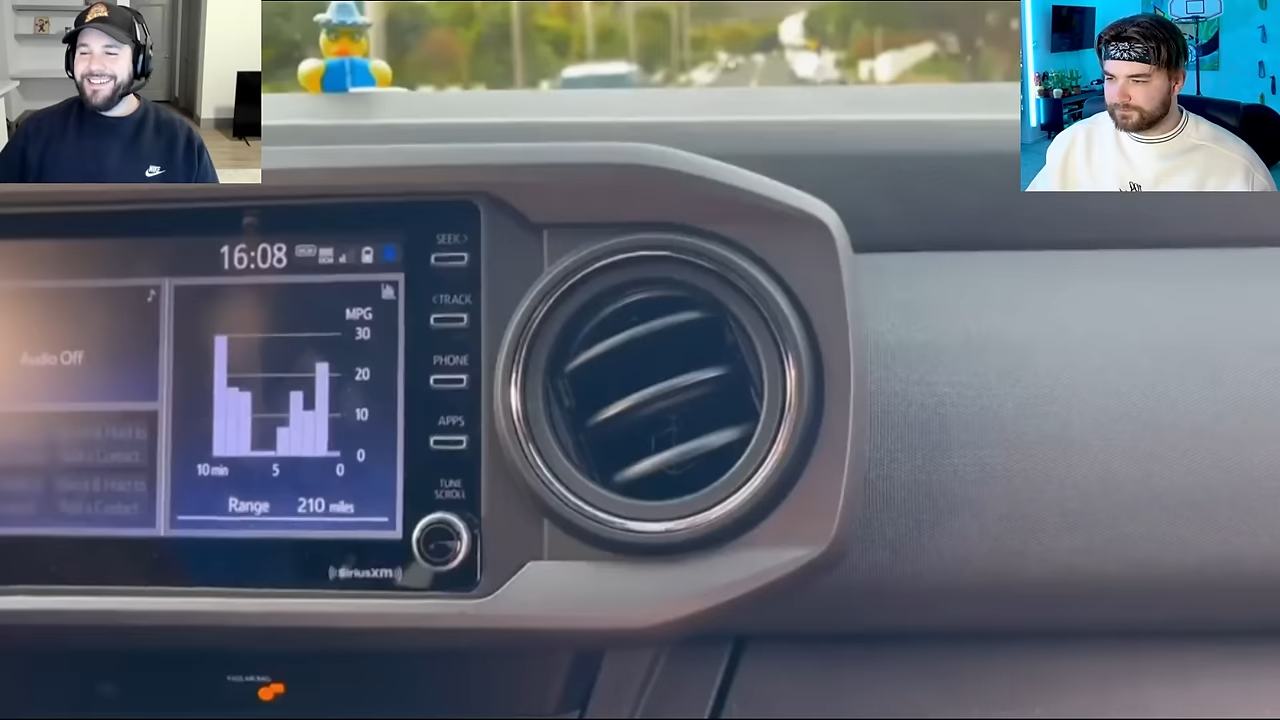 16:08
SEEK>
<TRACK
PHONE
APPS
TUNE
SCROLL
Audio Off
MPG
30
20
10
0
10 min 5 0
Range 210 miles
SiriusXM